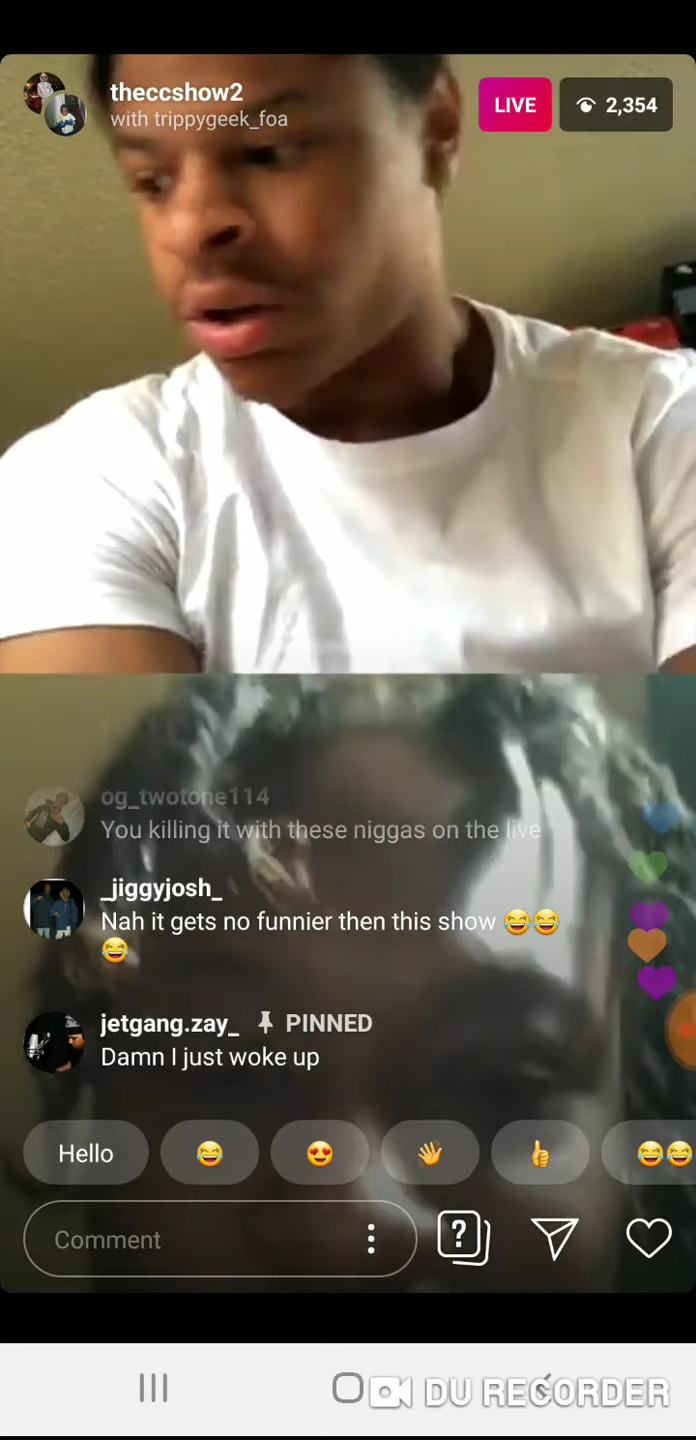 theccshow2
with trippygeek_foa
LIVE
2,354
og_twotone114
You killing it with these niggas on the live
_jiggyjosh_
Nah it gets no funnier then this show 😂😂
😂
jetgang.zay_ PINNED
Damn I just woke up
Hello 😂 😍 👋 👍 😂😂
Comment
?
DU RECORDER